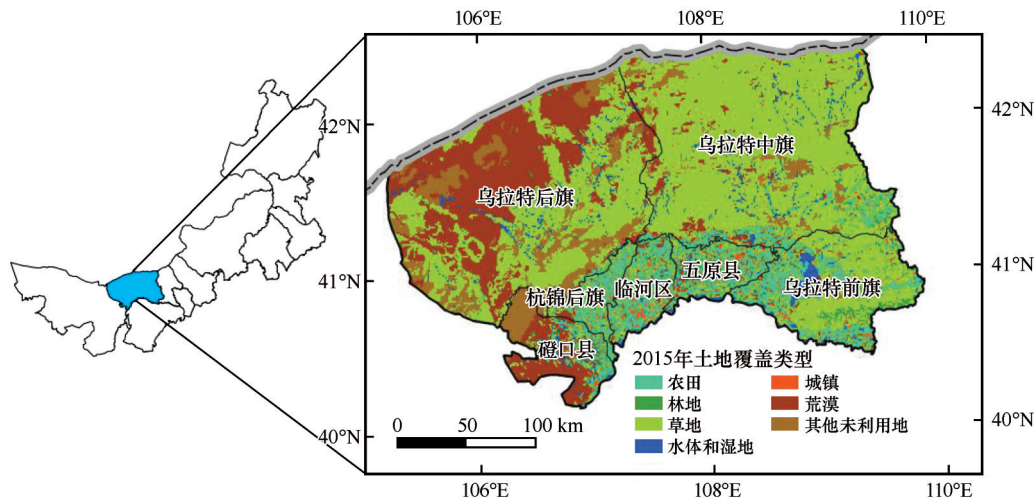 106°E 108°E 110°E
42°N 42°N
乌拉特中旗
乌拉特后旗
41°N 41°N
五原县
临河区 乌拉特前旗
杭锦后旗
磴口县
2015年土地覆盖类型
农田 城镇
林地 荒漠
草地 其他未利用地
水体和湿地
0 50 100 km
40°N 40°N
106°E 108°E 110°E